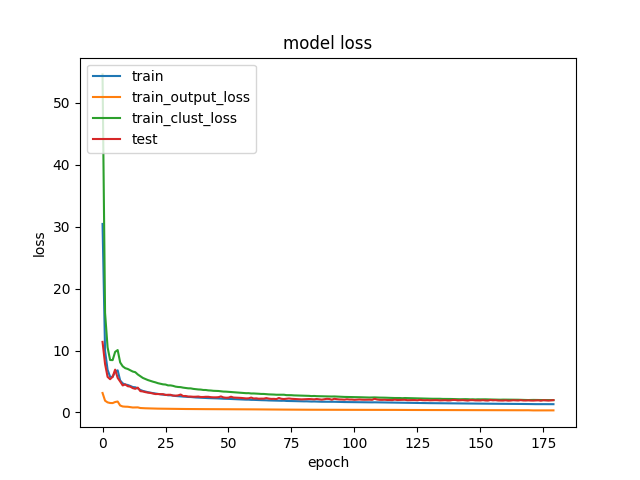 model loss
train
train_output_loss
train_clust_loss
test
loss
50
40
30
20
10
0
0
25
50
75
100
125
150
175
epoch